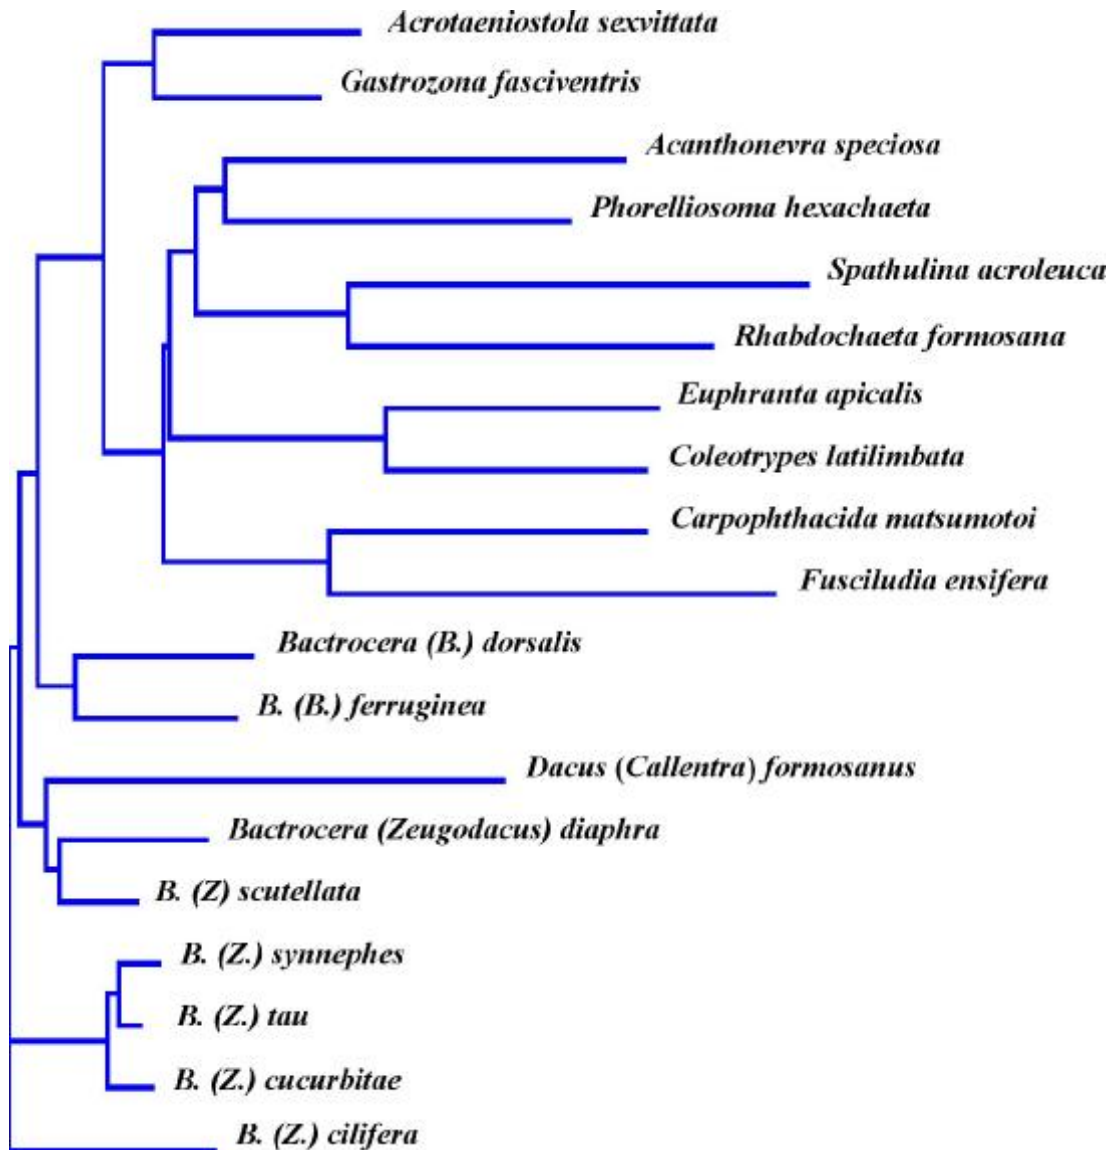 Acrotaeniostola sexvittata
Gastrozona fasciventris
Acanthonevra speciosa
Phorelliosoma hexachaeta
Spathulina acroleuca
Rhabdochaeta formosana
Euphranta apicalis
Coleotrypes latilimbata
Carpophthacida matsumotoi
Fusciludia ensifera
Bactrocera (B.) dorsalis
B. (B.) ferruginea
Dacus (Callentra) formosanus
Bactrocera (Zeugodacus) diaphra
B. (Z) scutellata
B. (Z.) synnephes
B. (Z.) tau
B. (Z.) cucurbitae
B. (Z.) cilifera